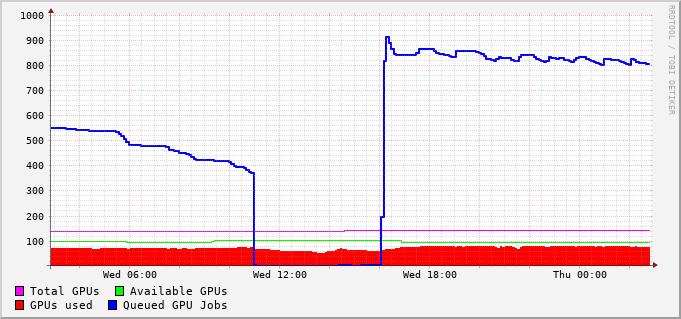 1000
900
800
700
600
500
400
300
200
100
Wed 06:00 Wed 12:00 Wed 18:00 Thu 00:00
Total GPUs Available GPUs
GPUs used Queued GPU Jobs
RRDTOOL / TOBI OETIKER